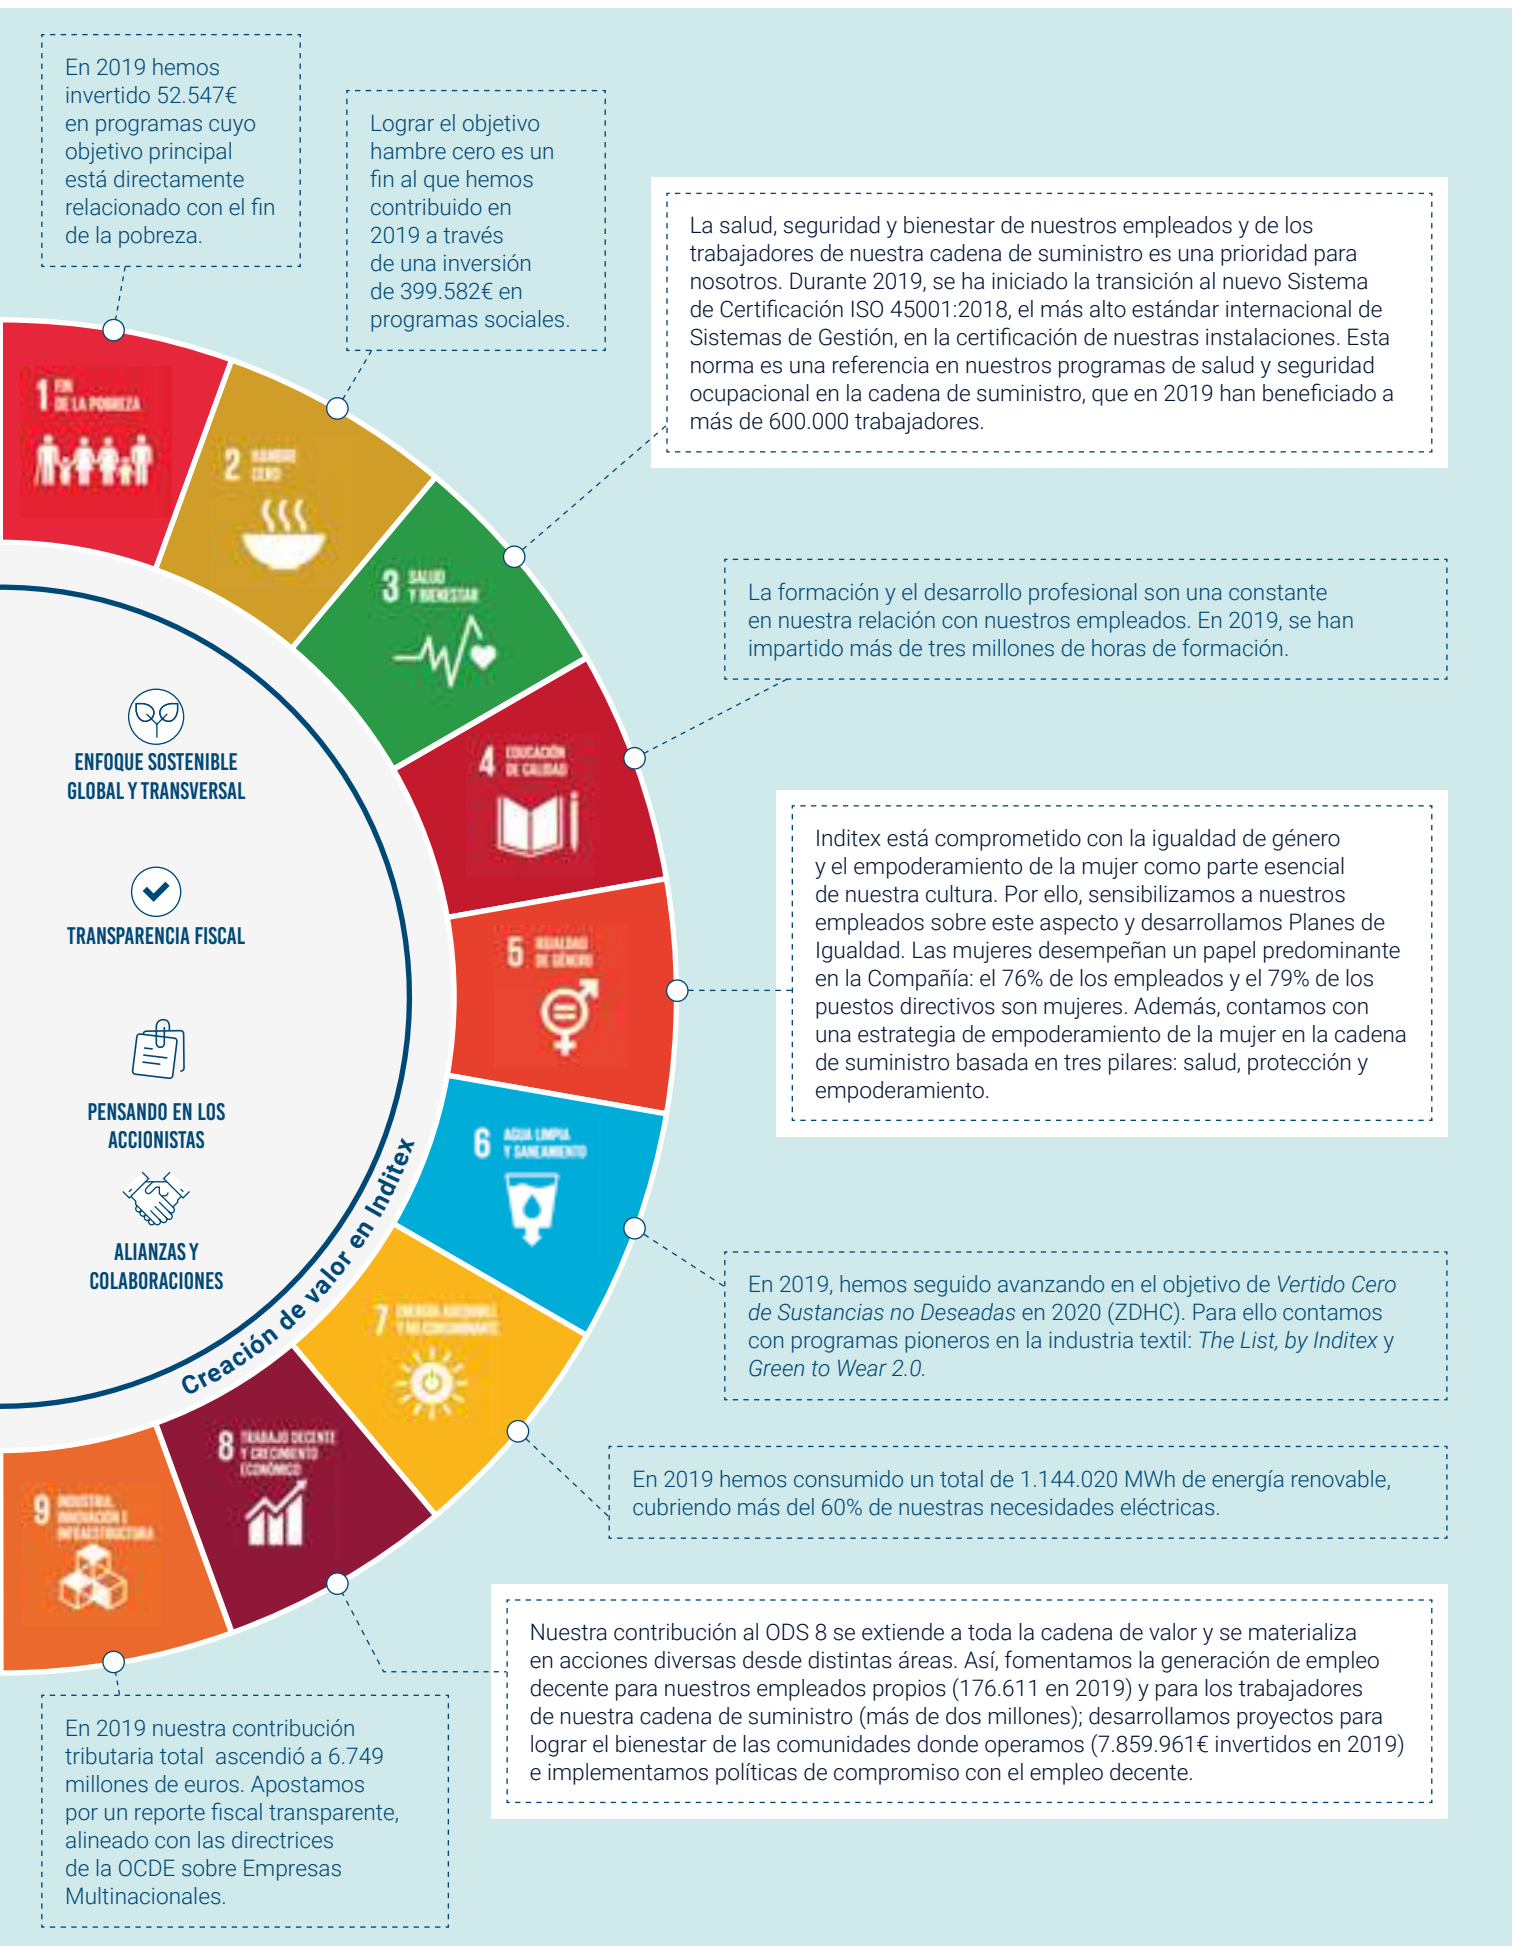 En 2019 hemos
invertido 52.547€
en programas cuyo
objetivo principal
está directamente
relacionado con el fin
de la pobreza.
Lograr el objetivo
hambre cero es un
fin al que hemos
contribuido en
2019 a través
de una inversión
de 399.582€ en
programas sociales.
La salud, seguridad y bienestar de nuestros empleados y de los
trabajadores de nuestra cadena de suministro es una prioridad para
nosotros. Durante 2019, se ha iniciado la transición al nuevo Sistema
de Certificación ISO 45001:2018, el más alto estándar internacional de
Sistemas de Gestión, en la certificación de nuestras instalaciones. Esta
norma es una referencia en nuestros programas de salud y seguridad
ocupacional en la cadena de suministro, que en 2019 han beneficiado a
más de 600.000 trabajadores.
1 FIN
DE LA POBREZA
2 HAMBRE
CERO
3 SALUD
Y BIENESTAR
La formación y el desarrollo profesional son una constante
en nuestra relación con nuestros empleados. En 2019, se han
impartido más de tres millones de horas de formación.
4 EDUCACIÓN
DE CALIDAD
ENFOQUE SOSTENIBLE
GLOBAL Y TRANSVERSAL
TRANSPARENCIA FISCAL
PENSANDO EN LOS
ACCIONISTAS
ALIANZAS Y
COLABORACIONES
Creación de valor en Inditex
5 IGUALDAD
DE GÉNERO
Inditex está comprometido con la igualdad de género
y el empoderamiento de la mujer como parte esencial
de nuestra cultura. Por ello, sensibilizamos a nuestros
empleados sobre este aspecto y desarrollamos Planes de
Igualdad. Las mujeres desempeñan un papel predominante
en la Compañía: el 76% de los empleados y el 79% de los
puestos directivos son mujeres. Además, contamos con
una estrategia de empoderamiento de la mujer en la cadena
de suministro basada en tres pilares: salud, protección y
empoderamiento.
6 AGUA LIMPIA
Y SANEAMIENTO
En 2019, hemos seguido avanzando en el objetivo de Vertido Cero
de Sustancias no Deseadas en 2020 (ZDHC). Para ello contamos
con programas pioneros en la industria textil: The List, by Inditex y
Green to Wear 2.0.
7 ENERGÍA ASEQUIBLE
Y NO CONTAMINANTE
En 2019 hemos consumido un total de 1.144.020 MWh de energía renovable,
cubriendo más del 60% de nuestras necesidades eléctricas.
8 TRABAJO DECENTE
Y CRECIMIENTO
ECONÓMICO
Nuestra contribución al ODS 8 se extiende a toda la cadena de valor y se materializa
en acciones diversas desde distintas áreas. Así, fomentamos la generación de empleo
decente para nuestros empleados propios (176.611 en 2019) y para los trabajadores
de nuestra cadena de suministro (más de dos millones); desarrollamos proyectos para
lograr el bienestar de las comunidades donde operamos (7.859.961€ invertidos en 2019)
e implementamos políticas de compromiso con el empleo decente.
9 INDUSTRIA,
INNOVACIÓN E
INFRAESTRUCTURA
En 2019 nuestra contribución
tributaria total ascendió a 6.749
millones de euros. Apostamos
por un reporte fiscal transparente,
alineado con las directrices
de la OCDE sobre Empresas
Multinacionales.